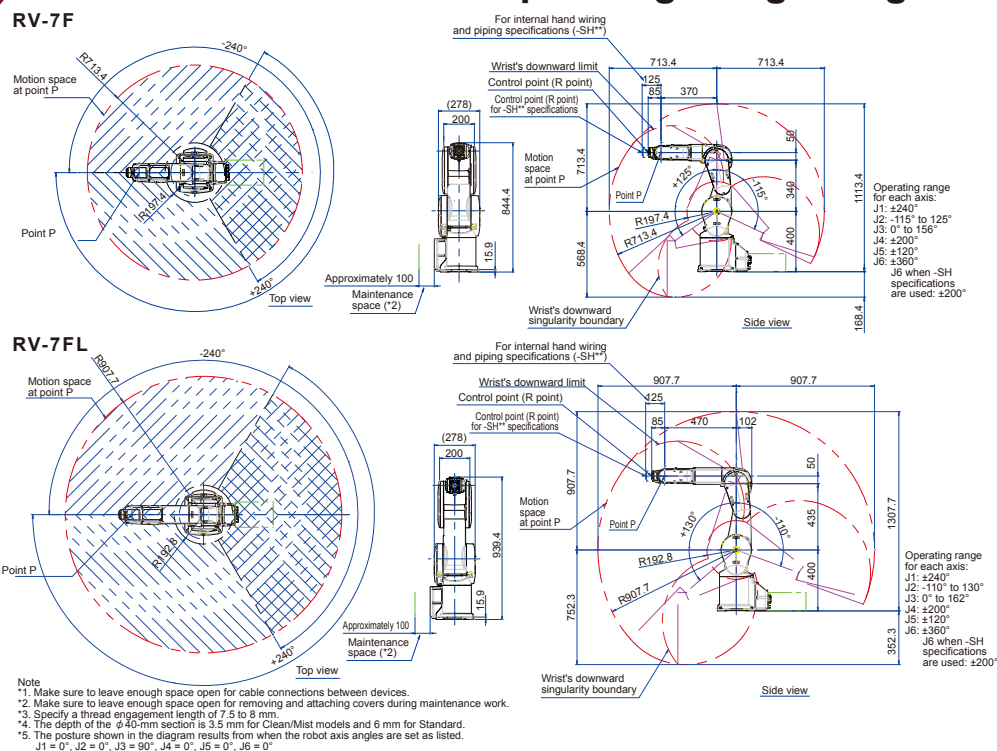 RV-7F
-240°
R713.4
Motion space
at point P
R197.4
Point P
+240°
Top view
(278)
200
844.4
15.9
Approximately 100
Maintenance
space (*2)
For internal hand wiring
and piping specifications (-SH**)
Wrist's downward limit
Control point (R point)
Control point (R point)
for -SH** specifications
Motion
space
at point P
713.4
713.4
125
85
370
50
713.4
Point P
+125°
-115°
340
1113.4
R197.4
R713.4
400
568.4
168.4
Wrist's downward
singularity boundary
Side view
Operating range
for each axis:
J1: ±240°
J2: -115° to 125°
J3: 0° to 156°
J4: ±200°
J5: ±120°
J6: ±360°
J6 when -SH
specifications
are used: ±200°
RV-7FL
-240°
R907.7
Motion space
at point P
R192.8
Point P
+240°
Top view
(278)
200
939.4
15.9
Approximately 100
Maintenance
space (*2)
For internal hand wiring
and piping specifications (-SH**)
Wrist's downward limit
Control point (R point)
Control point (R point)
for -SH** specifications
Motion
space
at point P
907.7
907.7
125
85
470
102
50
907.7
Point P
+130°
-110°
435
1307.7
R192.8
R907.7
400
752.3
352.3
Wrist's downward
singularity boundary
Side view
Operating range
for each axis:
J1: ±240°
J2: -110° to 130°
J3: 0° to 162°
J4: ±200°
J5: ±120°
J6: ±360°
J6 when -SH
specifications
are used: ±200°
Note
*1. Make sure to leave enough space open for cable connections between devices.
*2. Make sure to leave enough space open for removing and attaching covers during maintenance work.
*3. Specify a thread engagement length of 7.5 to 8 mm.
*4. The depth of the ϕ40-mm section is 3.5 mm for Clean/Mist models and 6 mm for Standard.
*5. The posture shown in the diagram results from when the robot axis angles are set as listed.
J1 = 0°, J2 = 0°, J3 = 90°, J4 = 0°, J5 = 0°, J6 = 0°